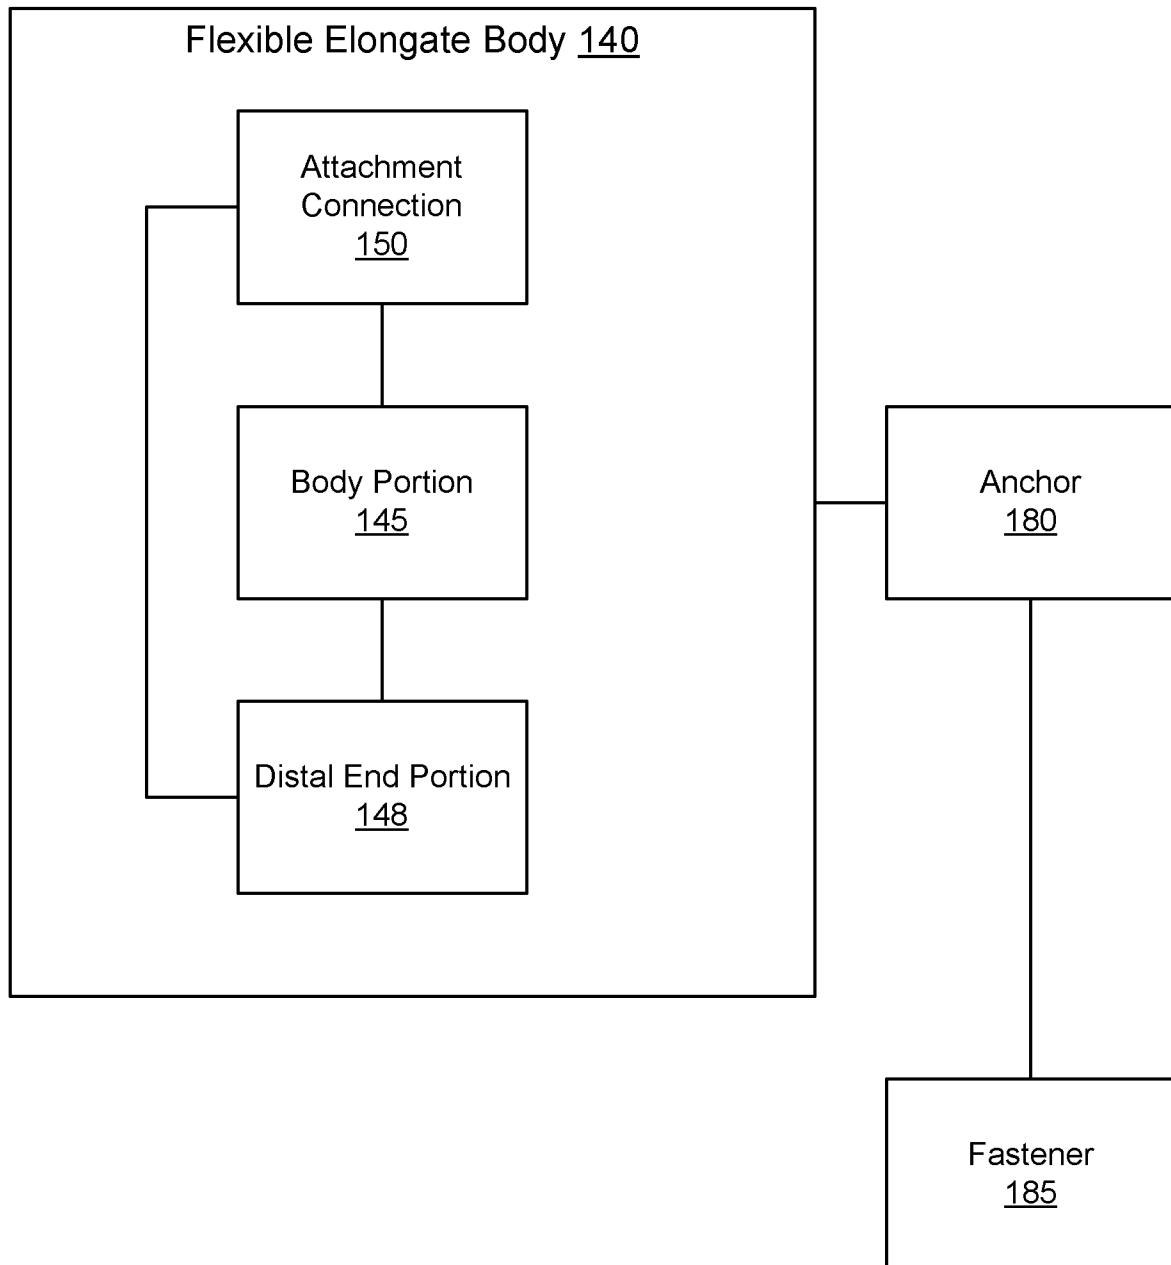 Flexible Elongate Body 140
Attachment
Connection
150
Body Portion
145
Anchor
180
Distal End Portion
148
Fastener
185